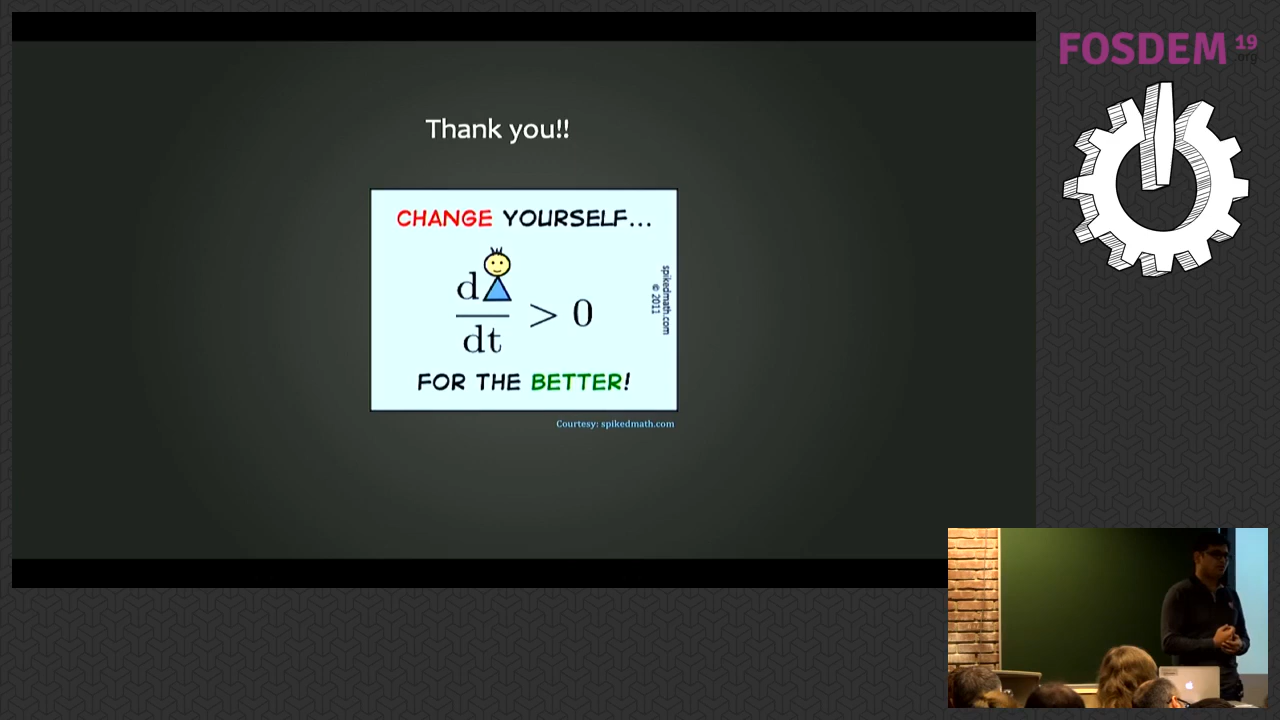 FOSDEM 19
.org
Thank you!!
CHANGE YOURSELF...
d
dt
> 0
FOR THE BETTER!
spikedmath.com
© 2011
Courtesy: spikedmath.com